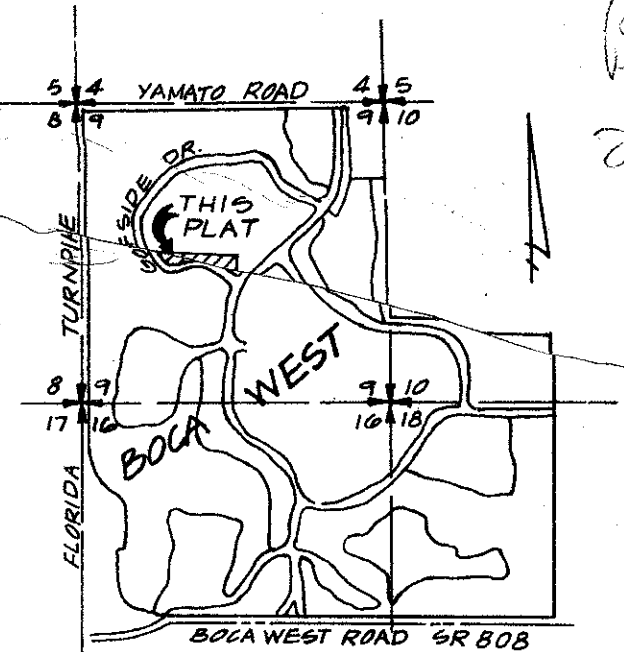 5 4 YAMATO ROAD 4 5
8 9 9 10
DR.
THIS
PLAT
TURNPIKE
WEST
8 9 9 10
17 16 16 18
BOCA
FLORIDA
BOCA WEST ROAD SR 808